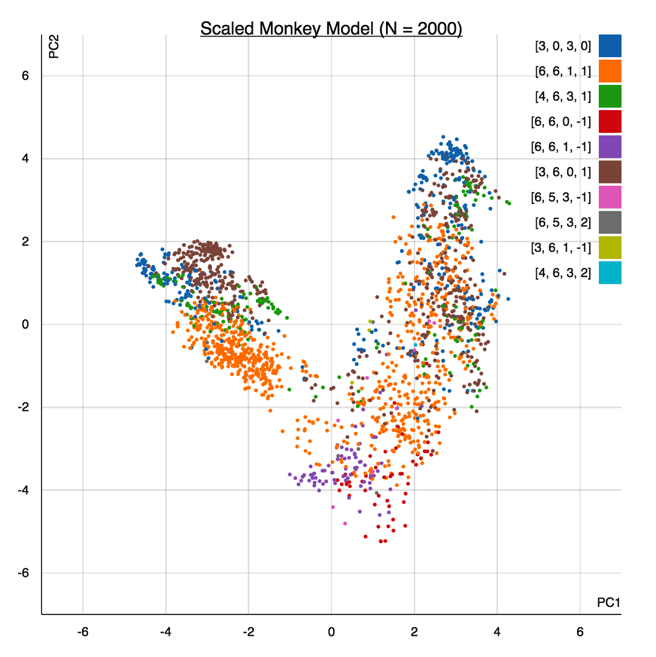 Scaled Monkey Model (N = 2000)
PC2
[3, 0, 3, 0]
[6, 6, 1, 1]
[4, 6, 3, 1]
[6, 6, 0, -1]
[6, 6, 1, -1]
[3, 6, 0, 1]
[6, 5, 3, -1]
[6, 5, 3, 2]
[3, 6, 1, -1]
[4, 6, 3, 2]
6
4
2
0
-2
-4
-6
PC1
-6 -4 -2 0 2 4 6